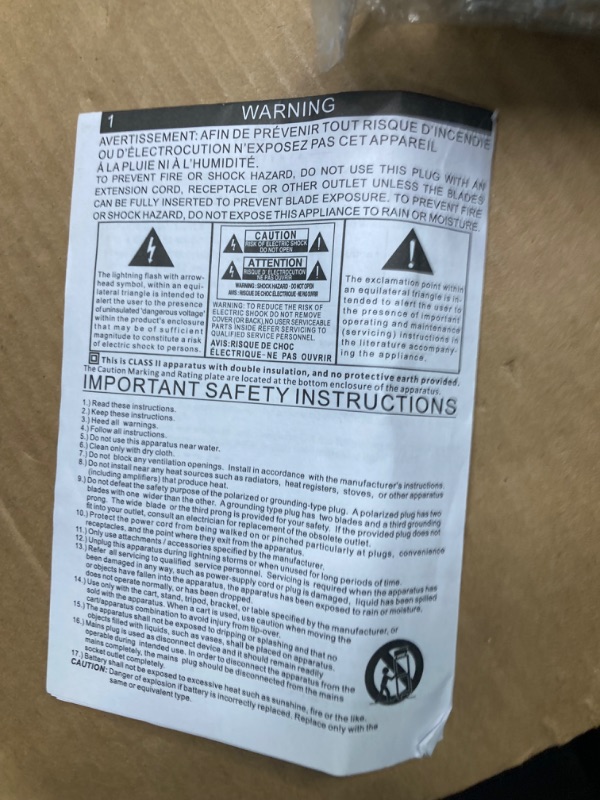 1 WARNING
AVERTISSEMENT: AFIN DE PRÉVENIR TOUT RISQUE D'INCENDIE
OU D'ÉLECTROCUTION N'EXPOSEZ PAS CET APPAREIL
À LA PLUIE NI À L'HUMIDITÉ.
TO PREVENT FIRE OR SHOCK HAZARD, DO NOT USE THIS PLUG WITH AN
EXTENSION CORD, RECEPTACLE OR OTHER OUTLET UNLESS THE BLADES
CAN BE FULLY INSERTED TO PREVENT BLADE EXPOSURE. TO PREVENT FIRE
OR SHOCK HAZARD, DO NOT EXPOSE THIS APPLIANCE TO RAIN OR MOISTURE.
The lightning flash with arrow-
head symbol, within an equi-
lateral triangle is intended to
alert the user to the presence
of uninsulated 'dangerous voltage'
within the product's enclosure
that may be of sufficient
magnitude to constitute a risk
of electric shock to persons.
CAUTION
RISK OF ELECTRIC SHOCK
DO NOT OPEN
ATTENTION
RISQUE D' ELECTROCUTION
NE PAS OUVRIR
WARNING : SHOCK HAZARD - DO NOT OPEN
AVIS : RISQUE DE CHOC ELECTRIQUE - NE PAS OUVRIR
WARNING: TO REDUCE THE RISK OF
ELECTRIC SHOOK DO NOT REMOVE
COVER (OR BACK), NO USER SERVICEABLE
PARTS INSIDE REFER SERVICING TO
QUALIFIED SERVICE PERSONNEL
AVIS:RISQUE DE CHOC
ÉLECTRIQUE-NE PAS OUVRIR
The exclamation point within
an equilateral triangle is in-
tended to alert the user to
the presence of important
operating and maintenance
(servicing) instructions in
the literature accompany-
ing the appliance.
This is CLASS II apparatus with double insulation, and no protective earth provided.
The Caution Marking and Rating plate are located at the bottom enclosure of the apparatus.
IMPORTANT SAFETY INSTRUCTIONS
1.) Read these instructions.
2.) Keep these instructions.
3.) Heed all warnings.
4.) Follow all instructions.
5.) Do not use this apparatus near water.
6.) Clean only with dry cloth.
7.) Do not block any ventilation openings. Install in accordance with the manufacturer's instructions.
8.) Do not install near any heat sources such as radiators, heat registers, stoves, or other apparatus
(including amplifiers) that produce heat.
9.) Do not defeat the safety purpose of the polarized or grounding-type plug. A polarized plug has two
blades with one wider than the other. A grounding type plug has two blades and a third grounding
prong. The wide blade or the third prong is provided for your safety. If the provided plug does not
fit into your outlet, consult an electrician for replacement of the obsolete outlet.
10.) Protect the power cord from being walked on or pinched particularly at plugs, convenience
receptacles, and the point where they exit from the apparatus.
11.) Only use attachments / accessories specified by the manufacturer.
12.) Unplug this apparatus during lightning storms or when unused for long periods of time.
13.) Refer all servicing to qualified service personnel. Servicing is required when the apparatus has
been damaged in any way, such as power-supply cord or plug is damaged, liquid has been spilled
or objects have fallen into the apparatus, the apparatus has been exposed to rain or moisture,
does not operate normally, or has been dropped.
14.) Use only with the cart, stand, tripod, bracket, or table specified by the manufacturer, or
sold with the apparatus. When a cart is used, use caution when moving the
cart/apparatus combination to avoid injury from tip-over.
15.) The apparatus shall not be exposed to dripping or splashing and that no
objects filled with liquids, such as vases, shall be placed on apparatus.
16.) Mains plug is used as disconnect device and it should remain readily
operable during intended use. In order to disconnect the apparatus from the
mains completely, the mains plug should be disconnected from the mains
socket outlet completely.
17.) Battery shall not be exposed to excessive heat such as sunshine, fire or the like.
CAUTION: Danger of explosion if battery is incorrectly replaced. Replace only with the
same or equivalent type.